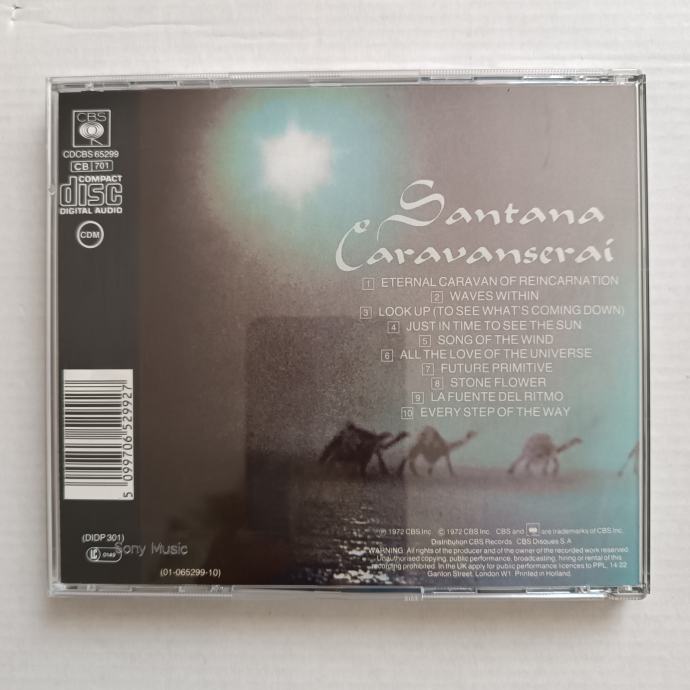 CBS
CDCBS 65299
CB 701
COMPACT
disc
DIGITAL AUDIO
CDM
Santana
Caravanserai
1 ETERNAL CARAVAN OF REINCARNATION
2 WAVES WITHIN
3 LOOK UP (TO SEE WHAT'S COMING DOWN)
4 JUST IN TIME TO SEE THE SUN
5 SONG OF THE WIND
6 ALL THE LOVE OF THE UNIVERSE
7 FUTURE PRIMITIVE
8 STONE FLOWER
9 LA FUENTE DEL RITMO
10 EVERY STEP OF THE WAY
5 099706 529927
(DIDP 301)
LC 0149
Sony Music
(01-065299-10)
℗ 1972 CBS Inc. © 1972 CBS Inc. CBS and are trademarks of CBS Inc.
Distribution CBS Records. CBS Disques S.A
WARNING: All rights of the producer and of the owner of the recorded work reserved
Unauthorised copying, public performance, broadcasting, hiring or rental of this
recording prohibited. In the UK apply for public performance licences to PPL, 14-22
Ganton Street, London W1. Printed in Holland.